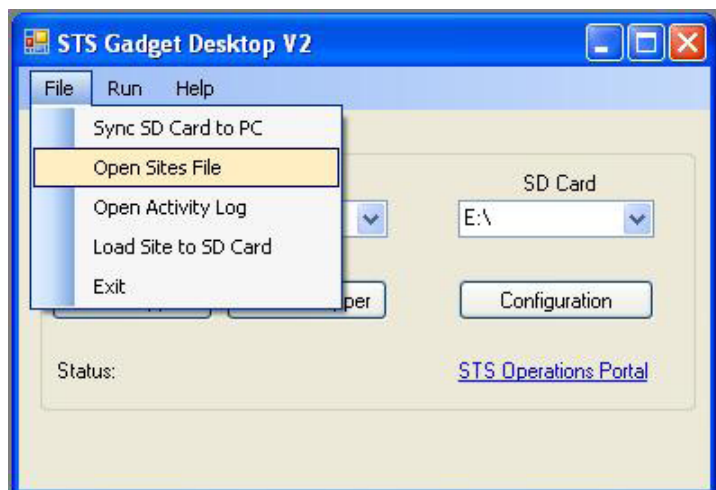 STS Gadget Desktop V2
File Run Help
Sync SD Card to PC
Open Sites File
Open Activity Log
Load Site to SD Card
Exit
SD Card
E:\
Configuration
Status:
STS Operations Portal